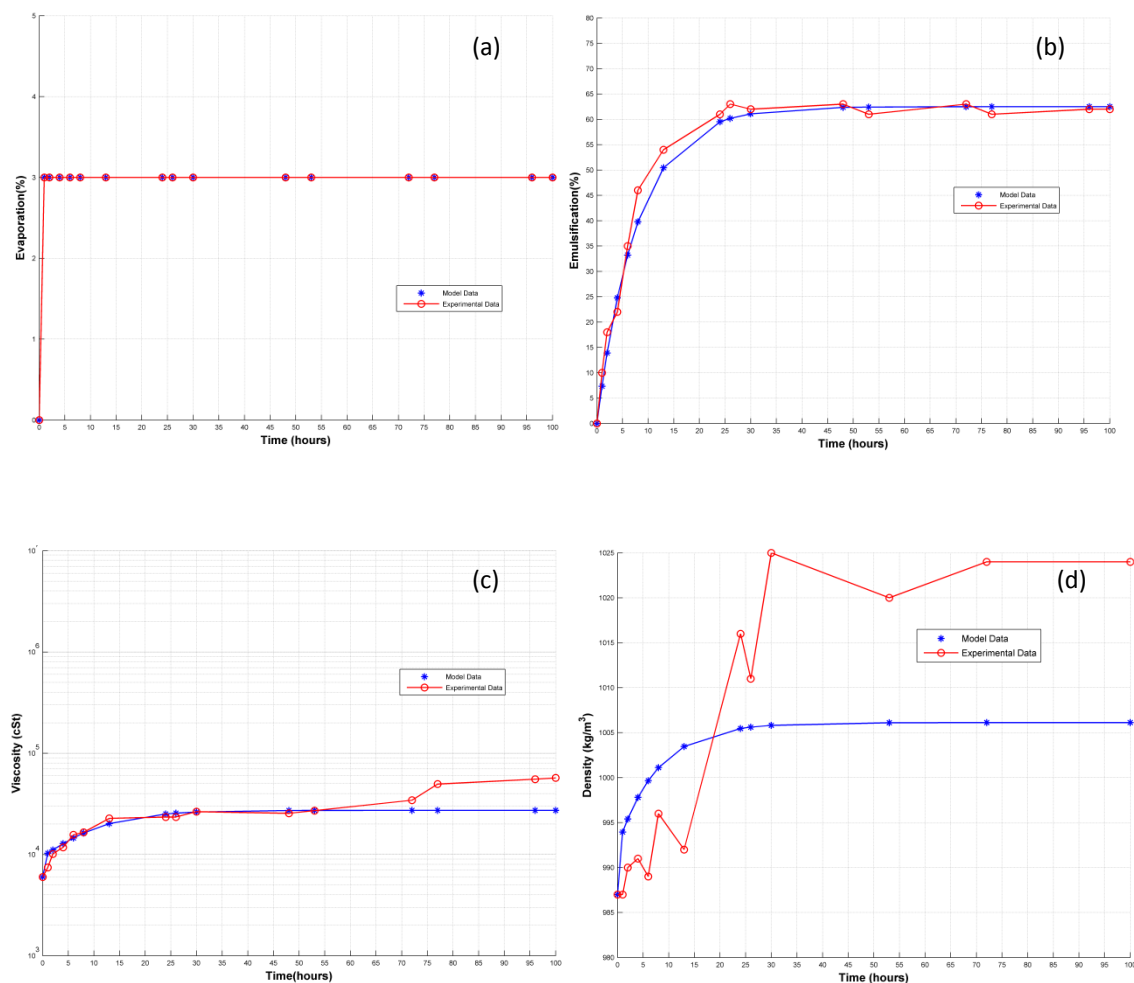 (a)
5
4
3
2
1
0
Evaporation(%)
Model Data
Experimental Data
0 5 10 15 20 25 30 35 40 45 50 55 60 65 70 75 80 85 90 95 100
Time (hours)
(b)
80
75
70
65
60
55
50
45
40
35
30
25
20
15
10
5
0
Emulsification(%)
Model Data
Experimental Data
0 5 10 15 20 25 30 35 40 45 50 55 60 65 70 75 80 85 90 95 100
Time (hours)
(c)
10
10^6
10^5
10^4
10^3
Viscosity (cSt)
Model Data
Experimental Data
0 5 10 15 20 25 30 35 40 45 50 55 60 65 70 75 80 85 90 95 100
Time(hours)
(d)
1025
1020
1015
1010
1005
1000
995
990
985
980
Density (kg/m^3)
Model Data
Experimental Data
0 5 10 15 20 25 30 35 40 45 50 55 60 65 70 75 80 85 90 95 100
Time (hours)